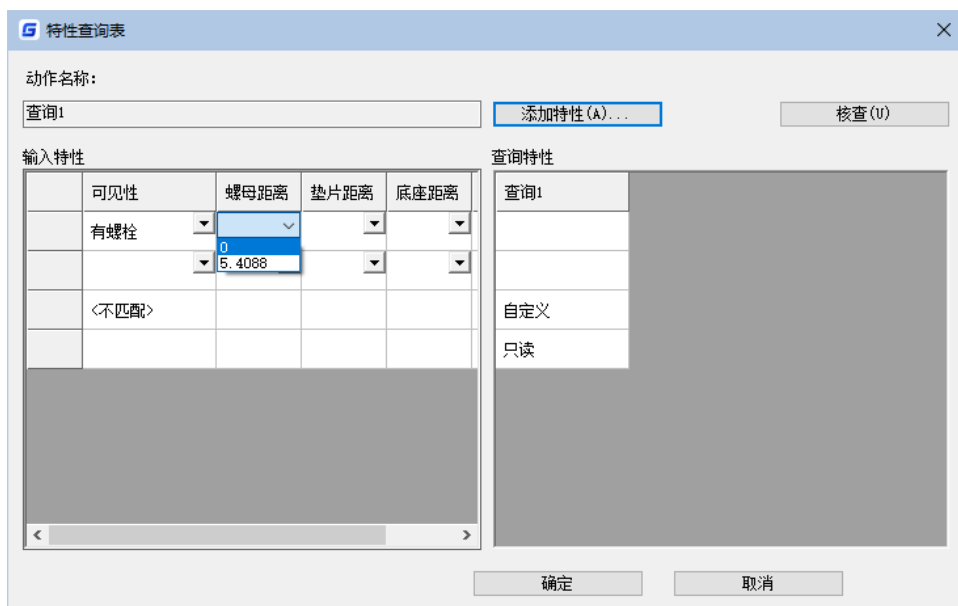 特性查询表
动作名称：
查询1
添加特性(A)...
核查(U)
输入特性
查询特性
可见性 螺母距离 垫片距离 底座距离
查询1
有螺栓
0
5.4088
<不匹配>
自定义
只读
确定
取消